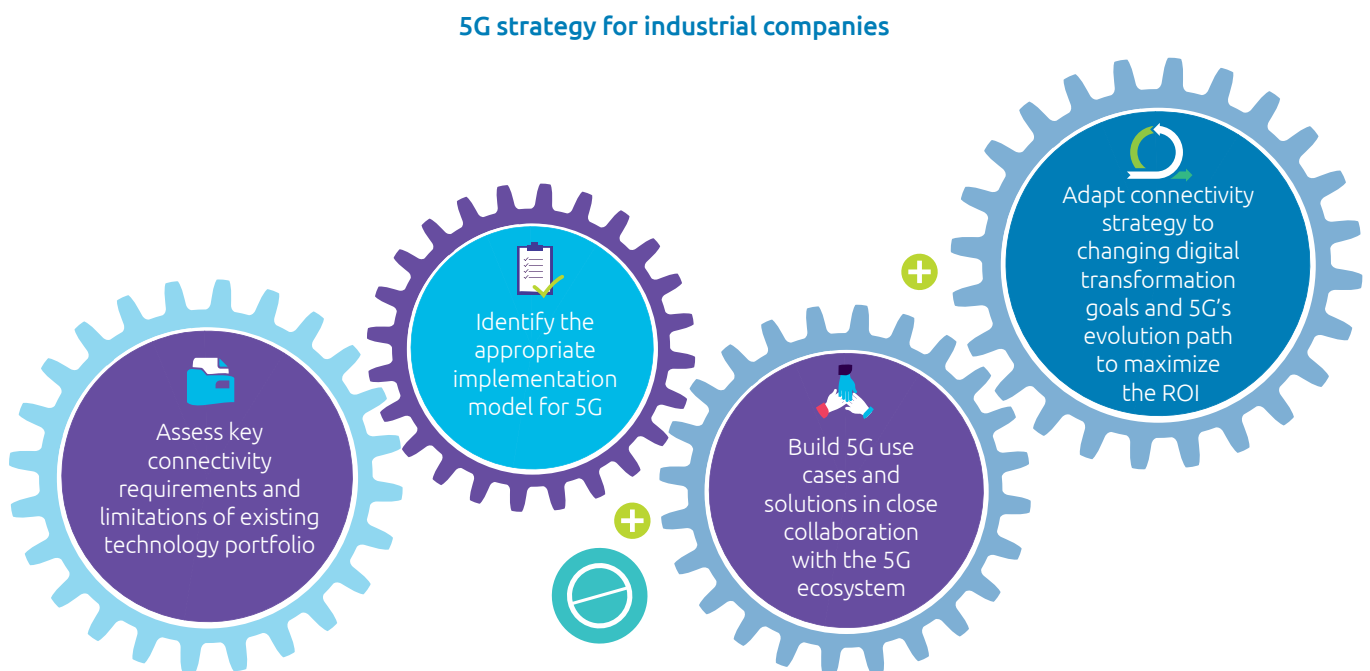 5G strategy for industrial companies
Assess key
connectivity
requirements and
limitations of existing
technology portfolio
Identify the
appropriate
implementation
model for 5G
Build 5G use
cases and
solutions in close
collaboration
with the 5G
ecosystem
Adapt connectivity
strategy to
changing digital
transformation
goals and 5G’s
evolution path
to maximize
the ROI